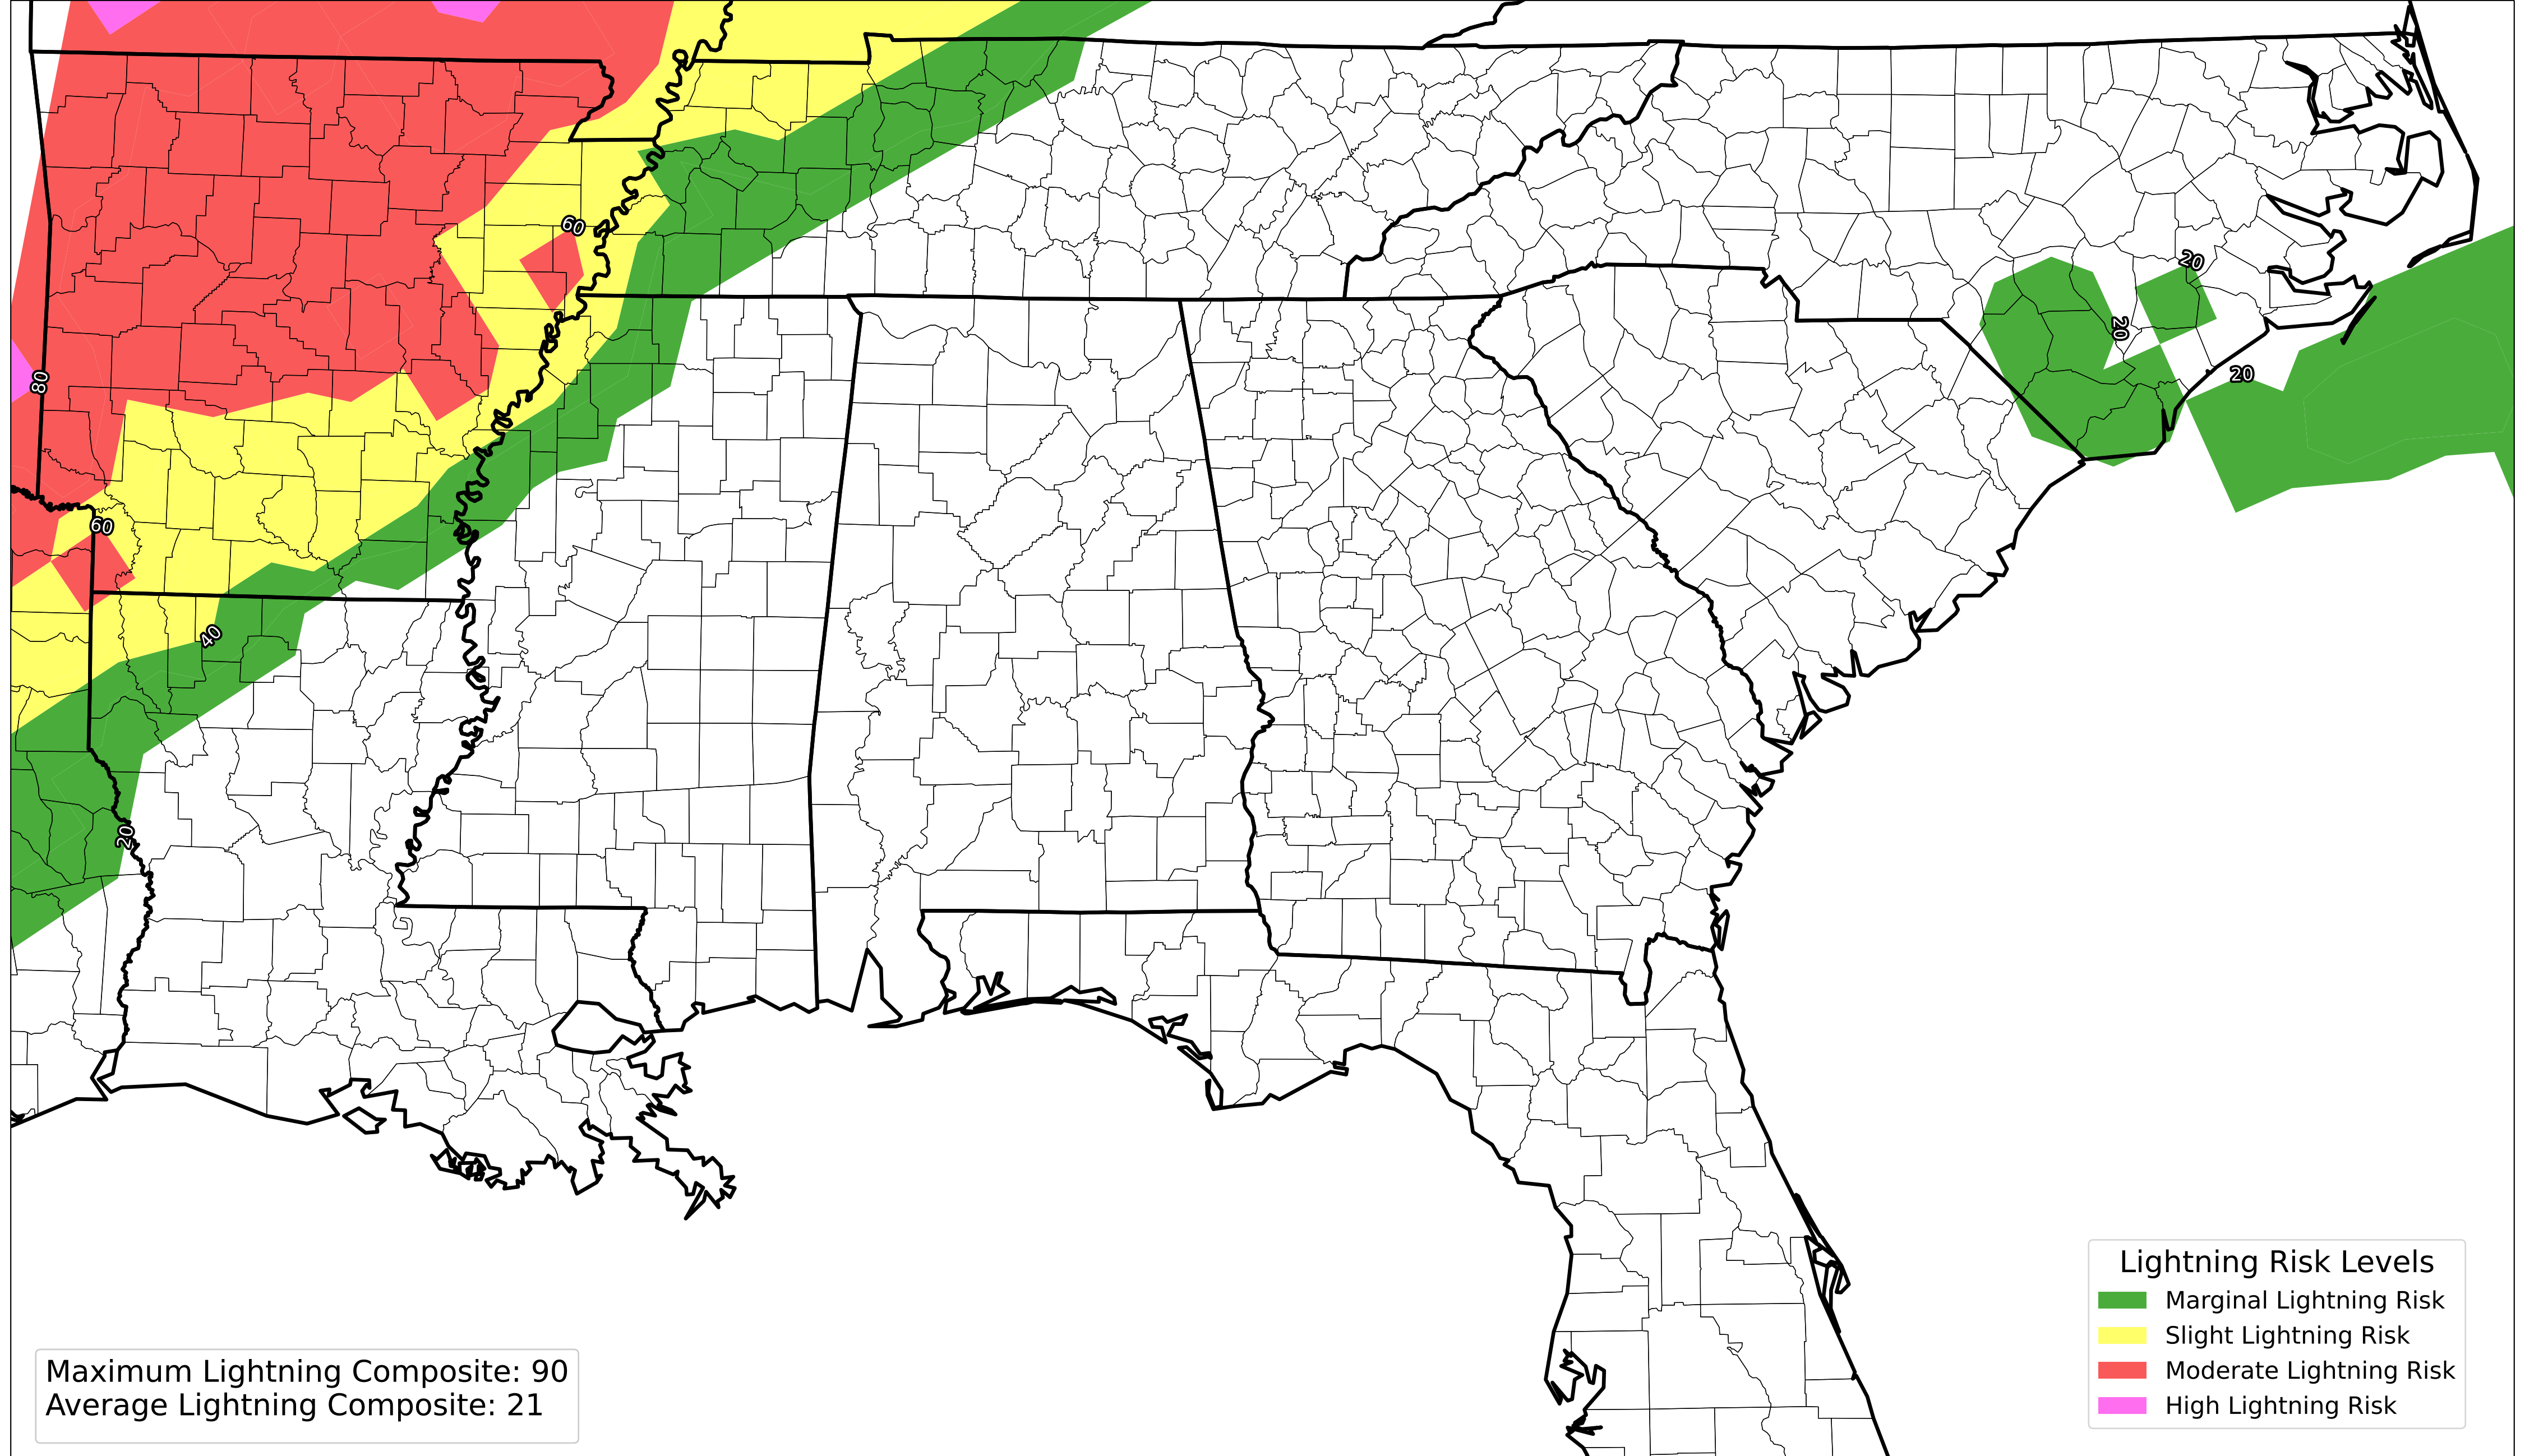 60
20
20
80
20
60
40
20
Lightning Risk Levels
Marginal Lightning Risk
Slight Lightning Risk
Moderate Lightning Risk
High Lightning Risk
Maximum Lightning Composite: 90
Average Lightning Composite: 21